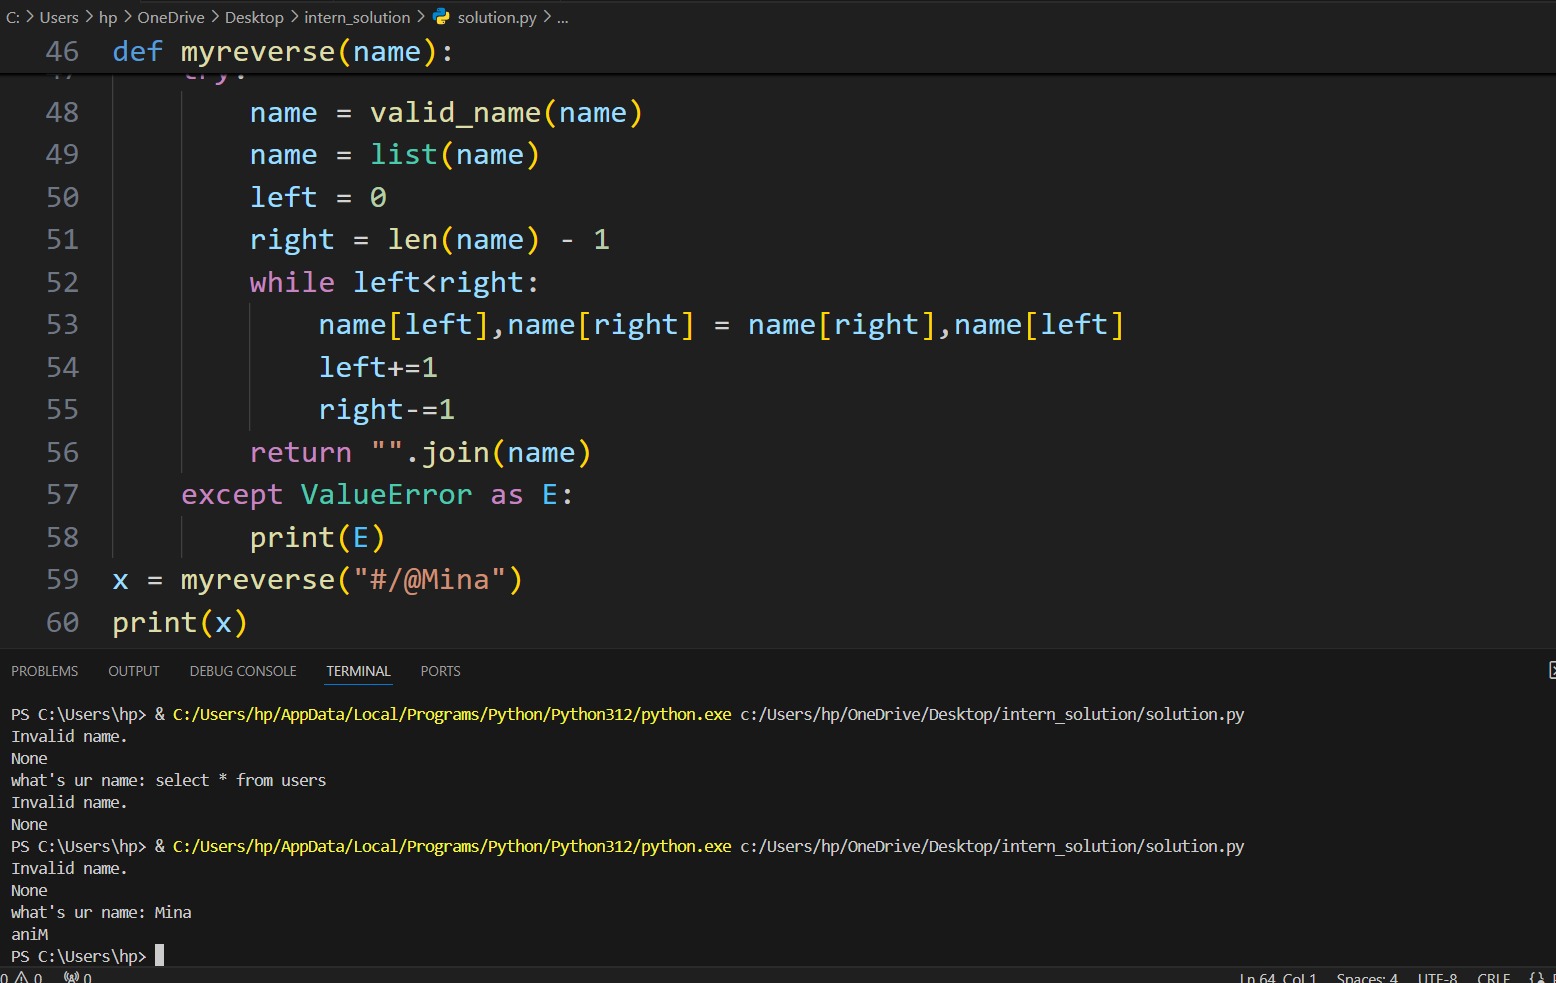 C: > Users > hp > OneDrive > Desktop > intern_solution > solution.py > ...
46 def myreverse(name):
47 try:
48 name = valid_name(name)
49 name = list(name)
50 left = 0
51 right = len(name) - 1
52 while left<right:
53 name[left],name[right] = name[right],name[left]
54 left+=1
55 right-=1
56 return "".join(name)
57 except ValueError as E:
58 print(E)
59 x = myreverse("#/@Mina")
60 print(x)
PROBLEMS OUTPUT DEBUG CONSOLE TERMINAL PORTS
PS C:\Users\hp> & C:/Users/hp/AppData/Local/Programs/Python/Python312/python.exe c:/Users/hp/OneDrive/Desktop/intern_solution/solution.py
Invalid name.
None
what's ur name: select * from users
Invalid name.
None
PS C:\Users\hp> & C:/Users/hp/AppData/Local/Programs/Python/Python312/python.exe c:/Users/hp/OneDrive/Desktop/intern_solution/solution.py
Invalid name.
None
what's ur name: Mina
aniM
PS C:\Users\hp>
0 0 0 Ln 64, Col 1 Spaces: 4 UTF-8 CRLF {}